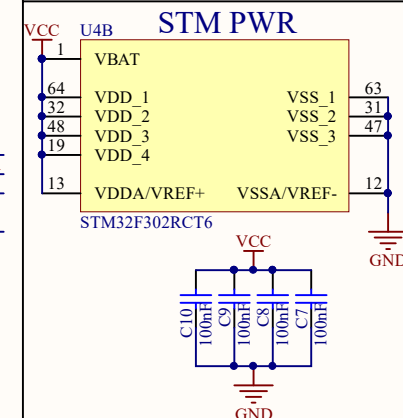 STM PWR
VCC
U4B
1 VBAT
64 VDD_1 VSS_1 63
32 VDD_2 VSS_2 31
48 VDD_3 VSS_3 47
19 VDD_4
13 VDDA/VREF+ VSSA/VREF- 12
STM32F302RCT6
GND
VCC
C10 100nF
C9 100nF
C8 100nF
C7 100nF
GND